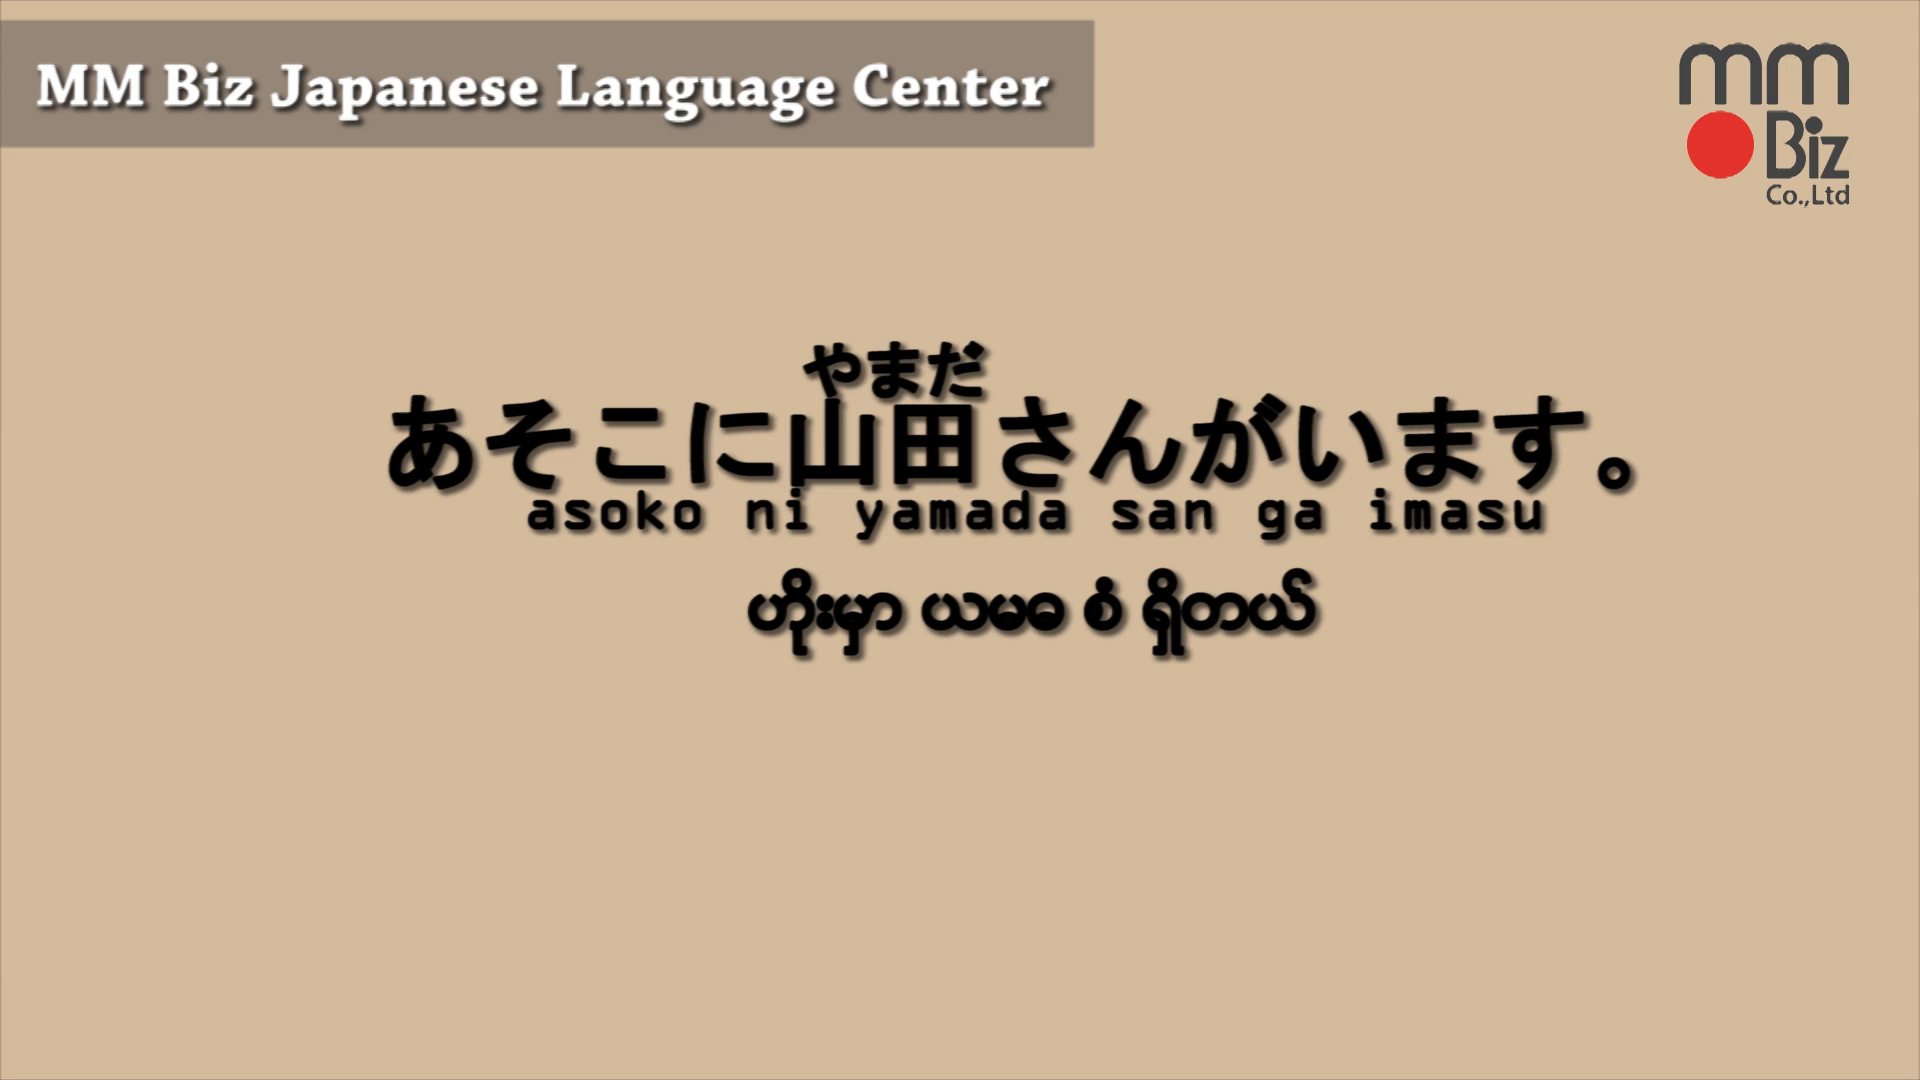 MM Biz Japanese Language Center
mm
Biz
Co.,Ltd
やまだ
あそこに山田さんがいます。
asoko ni yamada san ga imasu
ဟိုးမှာ ယမဓ စံ ရှိတယ်